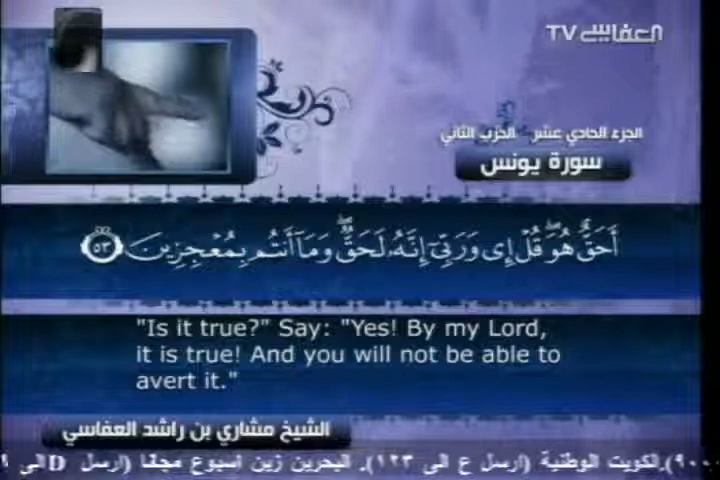 العفاسي TV
الجزء الحادي عشر الحزب الثاني
سورة يونس
أَحَقٌّ هُوَ ۖ قُلْ إِي وَرَبِّيٓ إِنَّهُۥ لَحَقٌّ ۖ وَمَآ أَنتُم بِمُعْجِزِينَ ٥٣
"Is it true?" Say: "Yes! By my Lord,
it is true! And you will not be able to
avert it."
الشيخ مشاري بن راشد العفاسي
٩٠٠)،الكويت الوطنية (ارسل ع الى ١٢٣)، البحرين زين اسبوع مجانا (ارسل D الى ٩